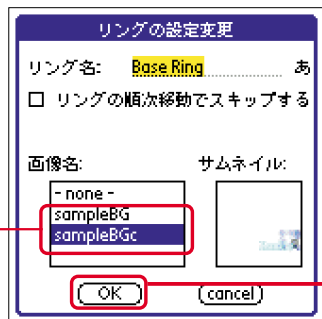 リングの設定変更
リング名: Base Ring あ
リングの順次移動でスキップする
画像名: サムネイル:
- none -
sampleBG
sampleBGc
OK cancel